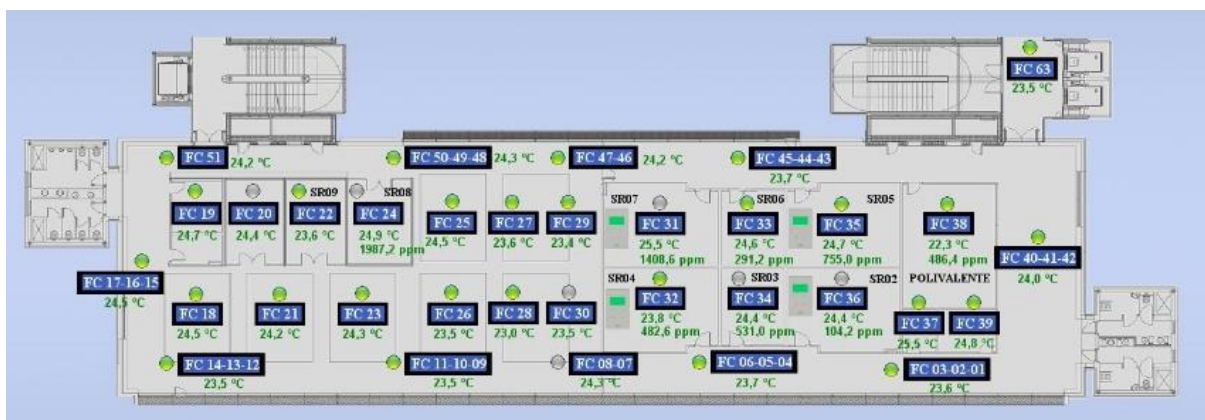 FC 63
23,5 °C
FC 51 24,2 °C
FC 50-49-48 24,3 °C
FC 47-46 24,2 °C
FC 45-44-43
23,7 °C
FC 19
24,7 °C
FC 20
24,4 °C
SR09
FC 22
23,6 °C
SR08
FC 24
24,9 °C
1987,2 ppm
FC 25
24,5 °C
FC 27
23,6 °C
FC 29
23,4 °C
SR07
FC 31
25,5 °C
1408,6 ppm
SR06
FC 33
24,6 °C
291,2 ppm
SR05
FC 35
24,7 °C
755,0 ppm
FC 38
22,3 °C
486,4 ppm
POLIVALENTE
FC 40-41-42
24,0 °C
FC 17-16-15
24,5 °C
FC 18
24,5 °C
FC 21
24,2 °C
FC 23
24,3 °C
FC 26
23,5 °C
FC 28
23,0 °C
FC 30
23,5 °C
SR04
FC 32
23,8 °C
482,6 ppm
SR03
FC 34
24,4 °C
531,0 ppm
SR02
FC 36
24,4 °C
104,2 ppm
FC 37
25,5 °C
FC 39
24,8 °C
FC 14-13-12
23,5 °C
FC 11-10-09
23,5 °C
FC 08-07
24,3 °C
FC 06-05-04
23,7 °C
FC 03-02-01
23,6 °C